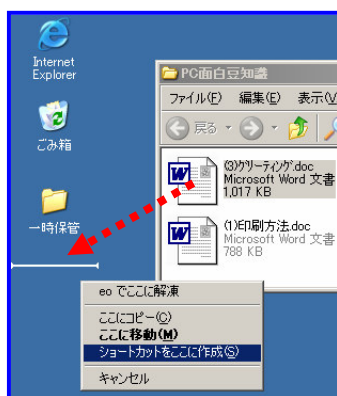 Internet
Explorer
ごみ箱
一時保管
PC面白豆知識
ファイル(F) 編集(E) 表示(V
戻る
(3)グリーティング.doc
Microsoft Word 文書
1,017 KB
(1)印刷方法.doc
Microsoft Word 文書
788 KB
eo でここに解凍
ここにコピー(C)
ここに移動(M)
ショートカットをここに作成(S)
キャンセル